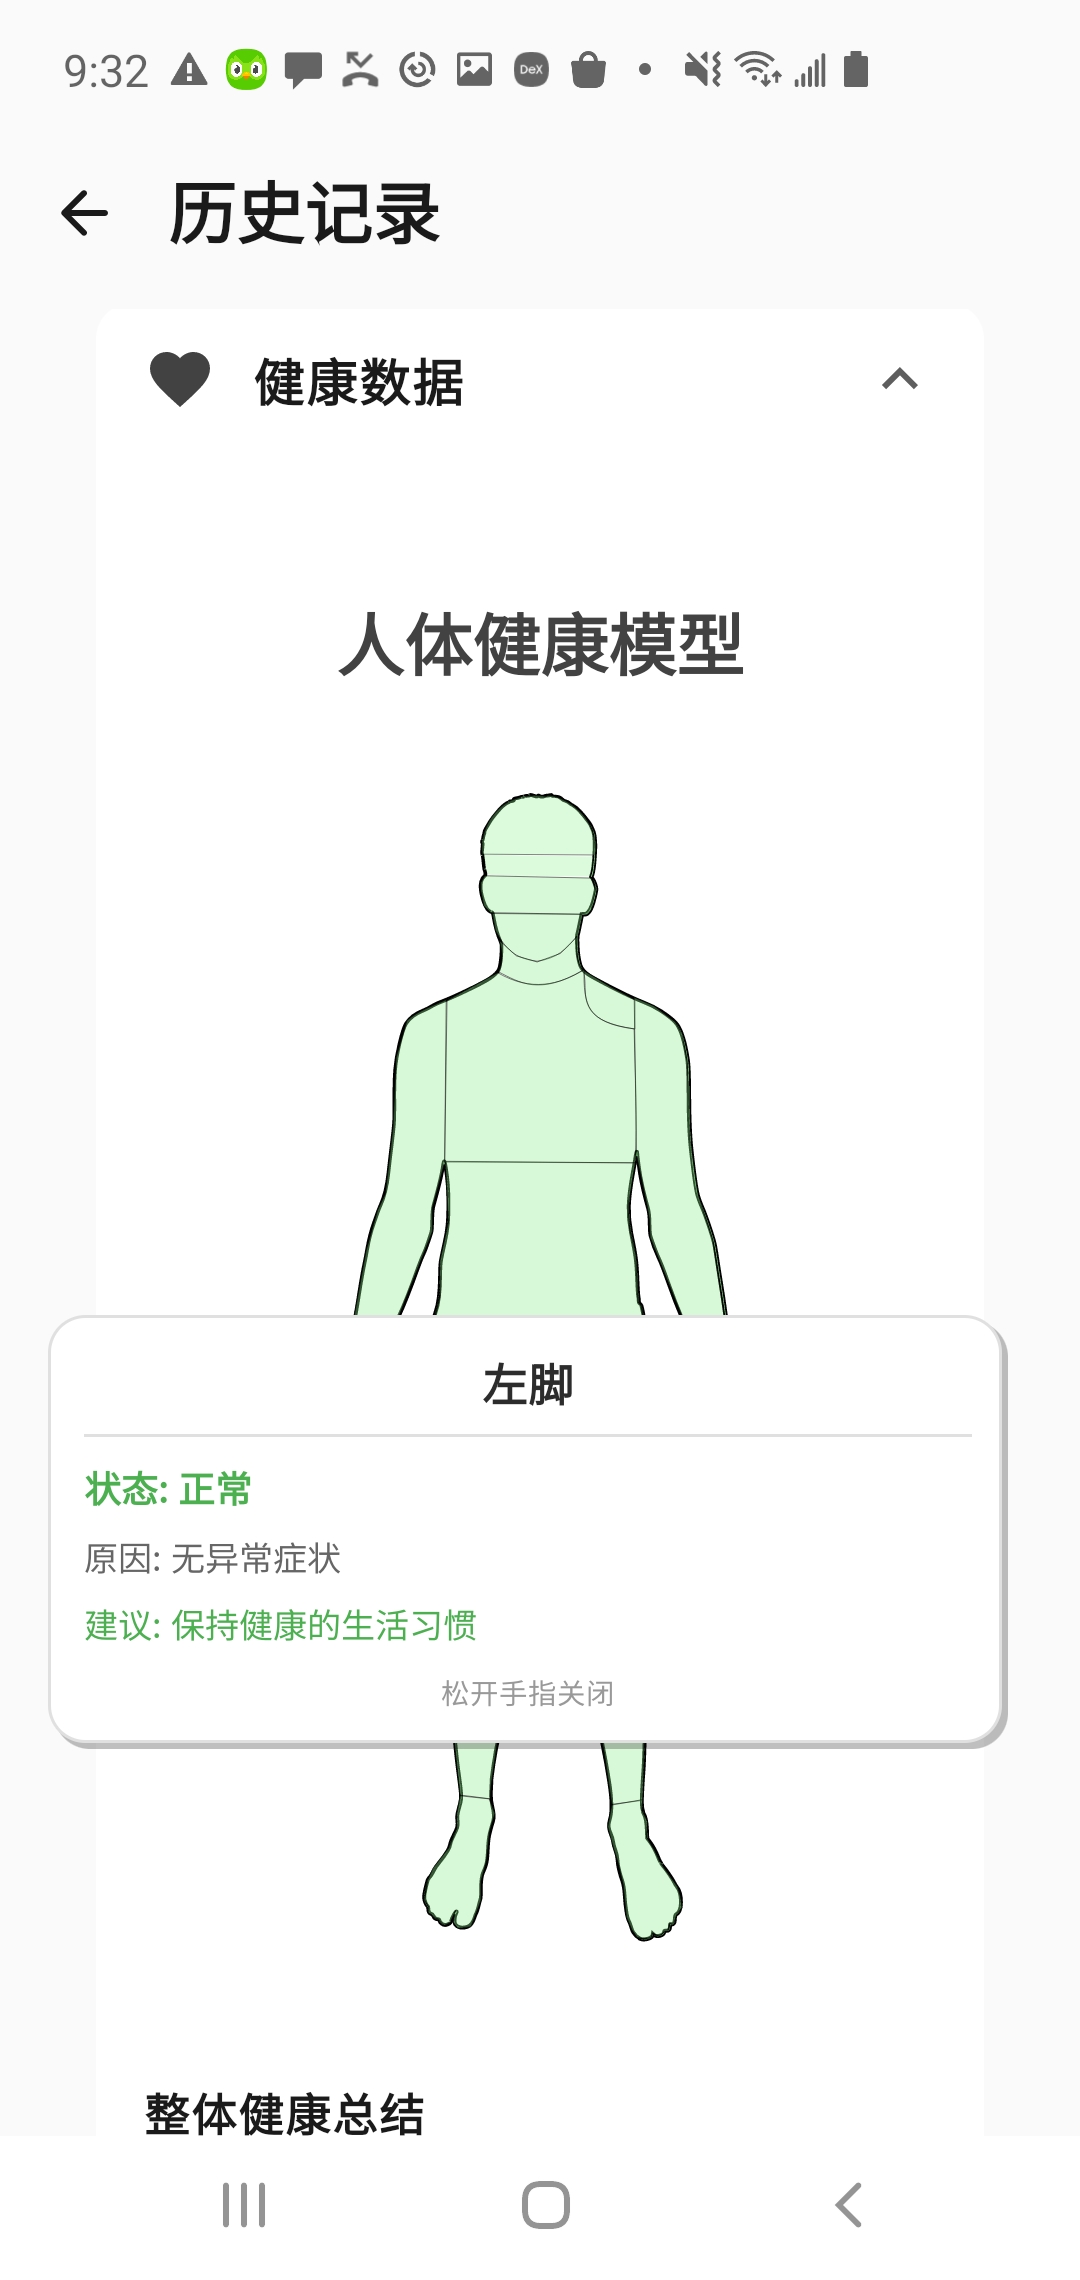 9:32
DeX
历史记录
健康数据
人体健康模型
左脚
状态: 正常
原因: 无异常症状
建议: 保持健康的生活习惯
松开手指关闭
整体健康总结